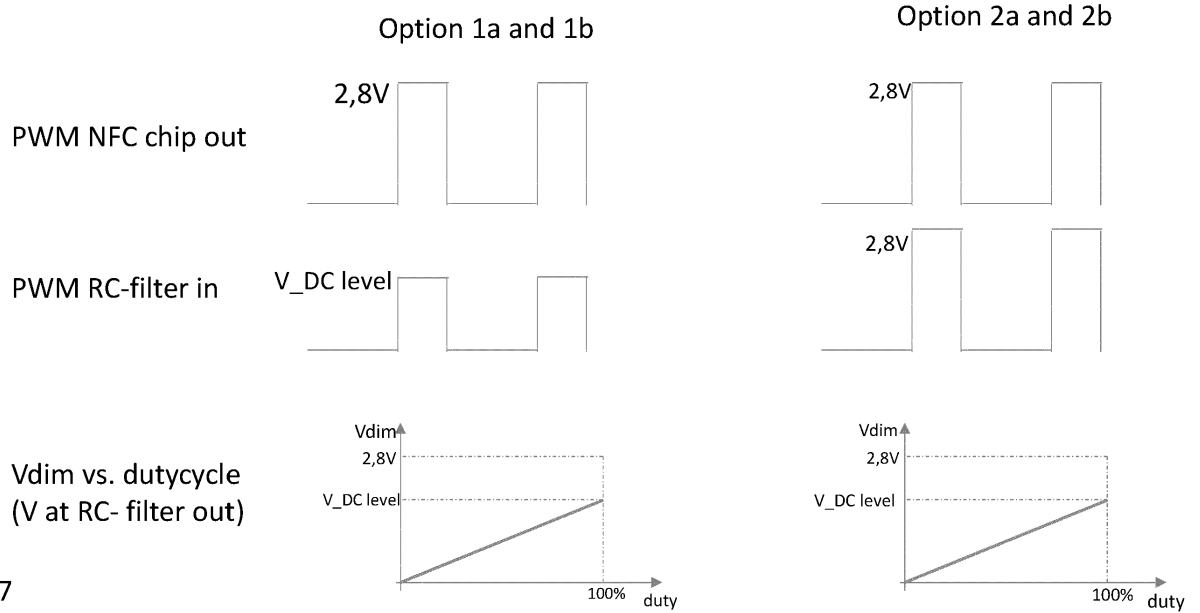 Option 1a and 1b
Option 2a and 2b
PWM NFC chip out
2,8V
2,8V
PWM RC-filter in
V_DC level
2,8V
Vdim vs. dutycycle
(V at RC- filter out)
Vdim
2,8V
V_DC level
100%
duty
Vdim
2,8V
V_DC level
100%
duty
7